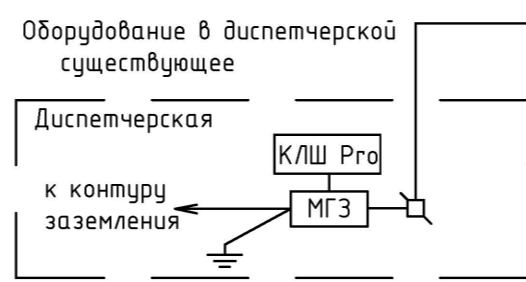 Оборудование в диспетчерской
существующее
Диспетчерская
КЛШ Pro
к контуру
заземления
МГЗ